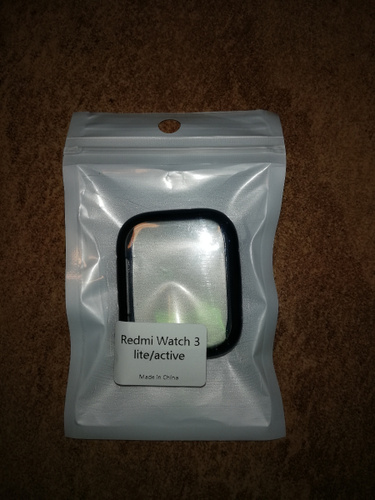 Redmi Watch 3
lite/active
Made in China